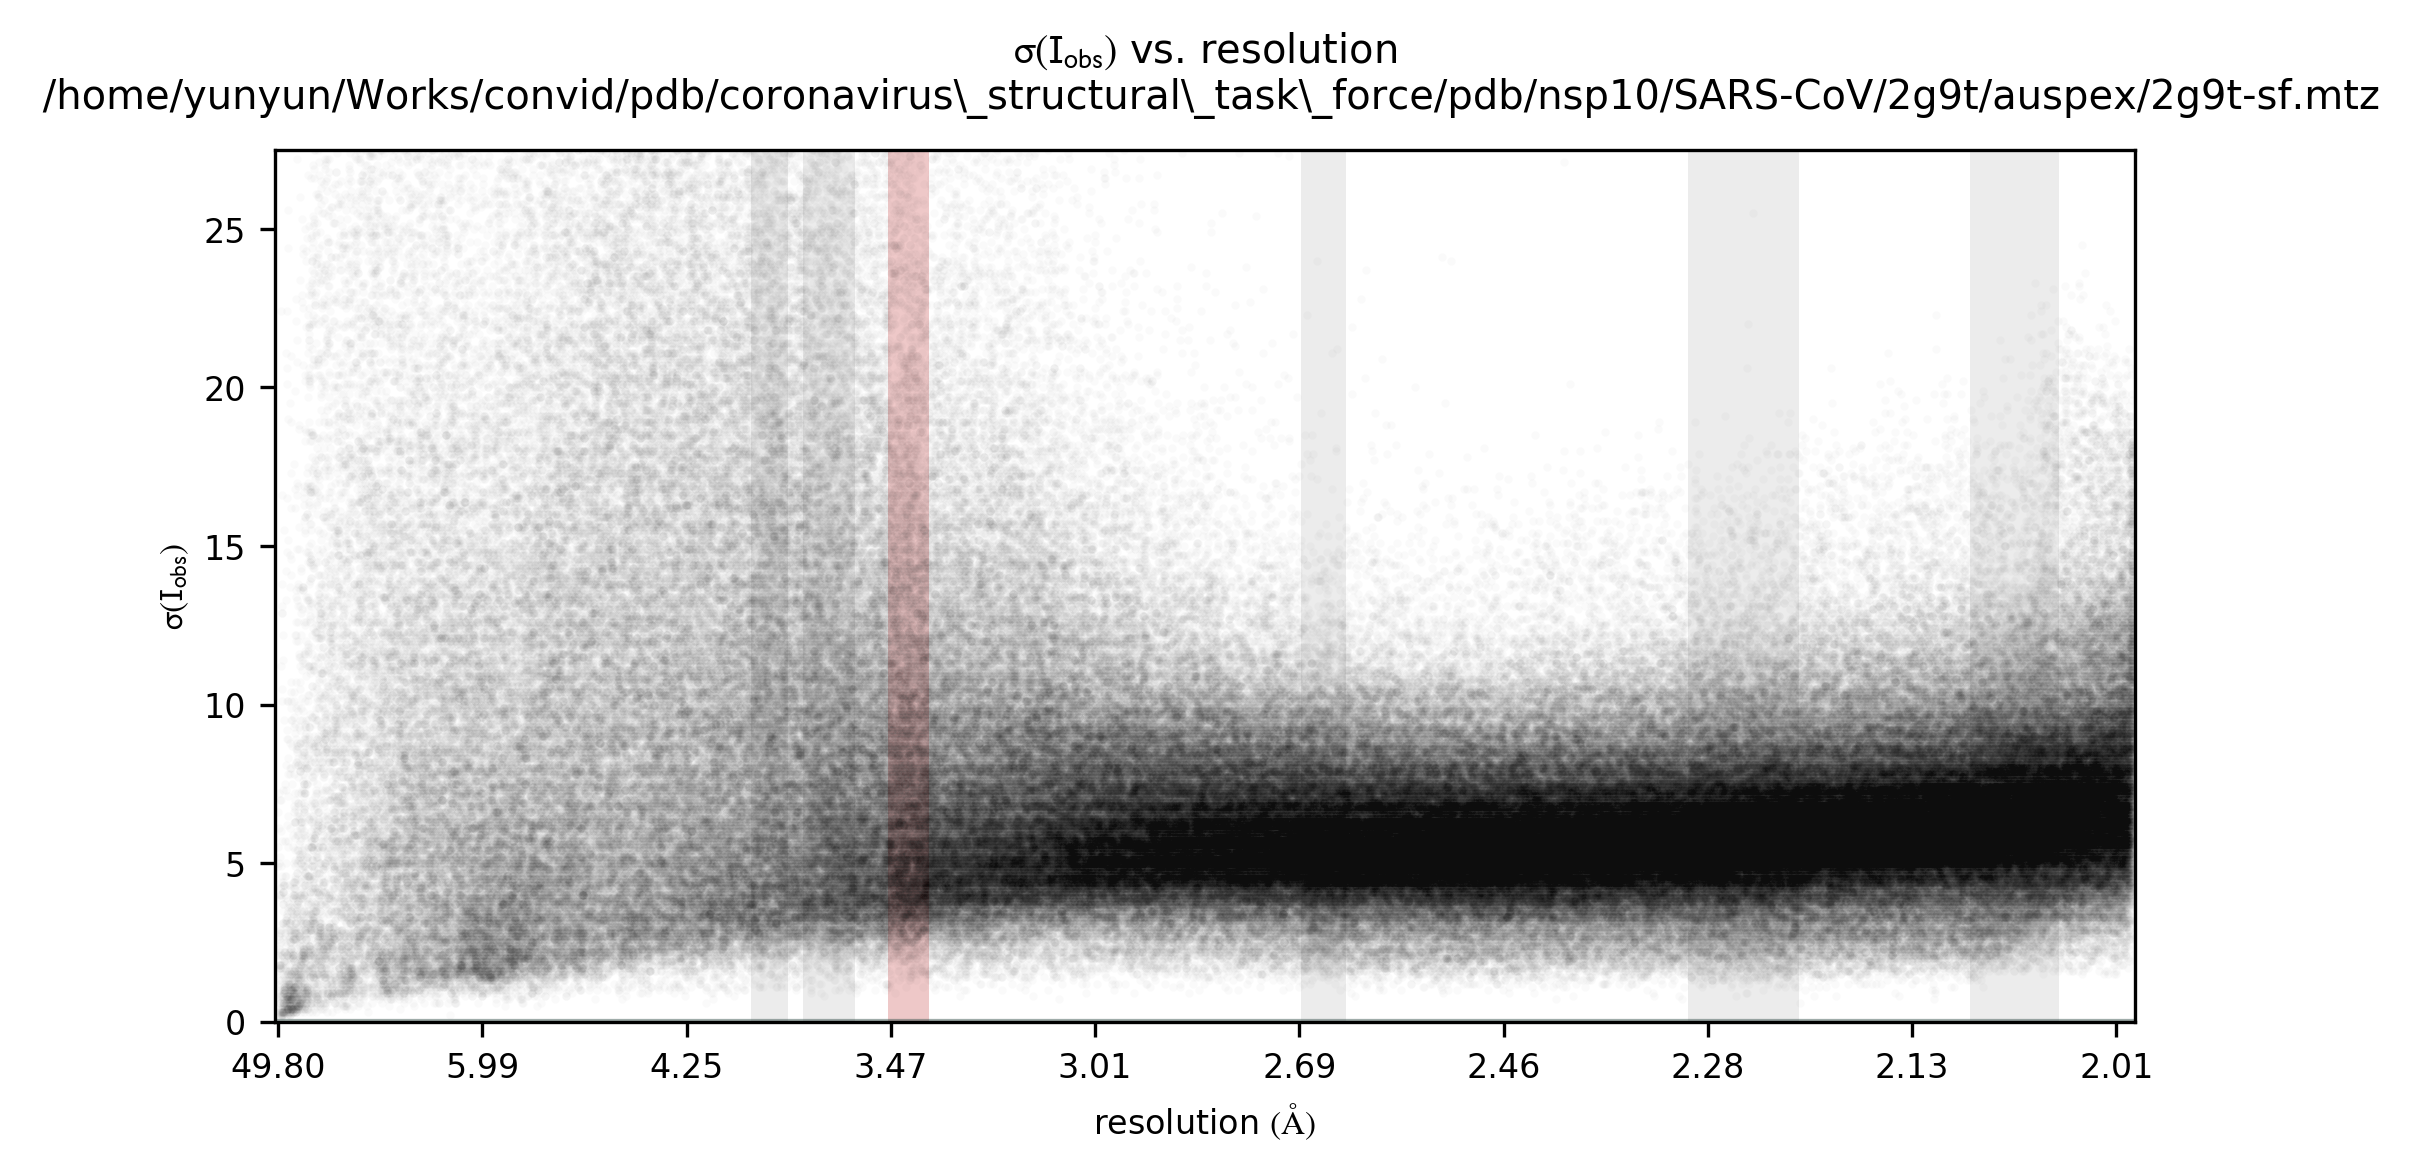 σ(I_obs) vs. resolution
/home/yunyun/Works/convid/pdb/coronavirus\_structural\_task\_force/pdb/nsp10/SARS-CoV/2g9t/auspex/2g9t-sf.mtz
25
20
15
10
5
0
σ(I_obs)
49.80 5.99 4.25 3.47 3.01 2.69 2.46 2.28 2.13 2.01
resolution (Å)